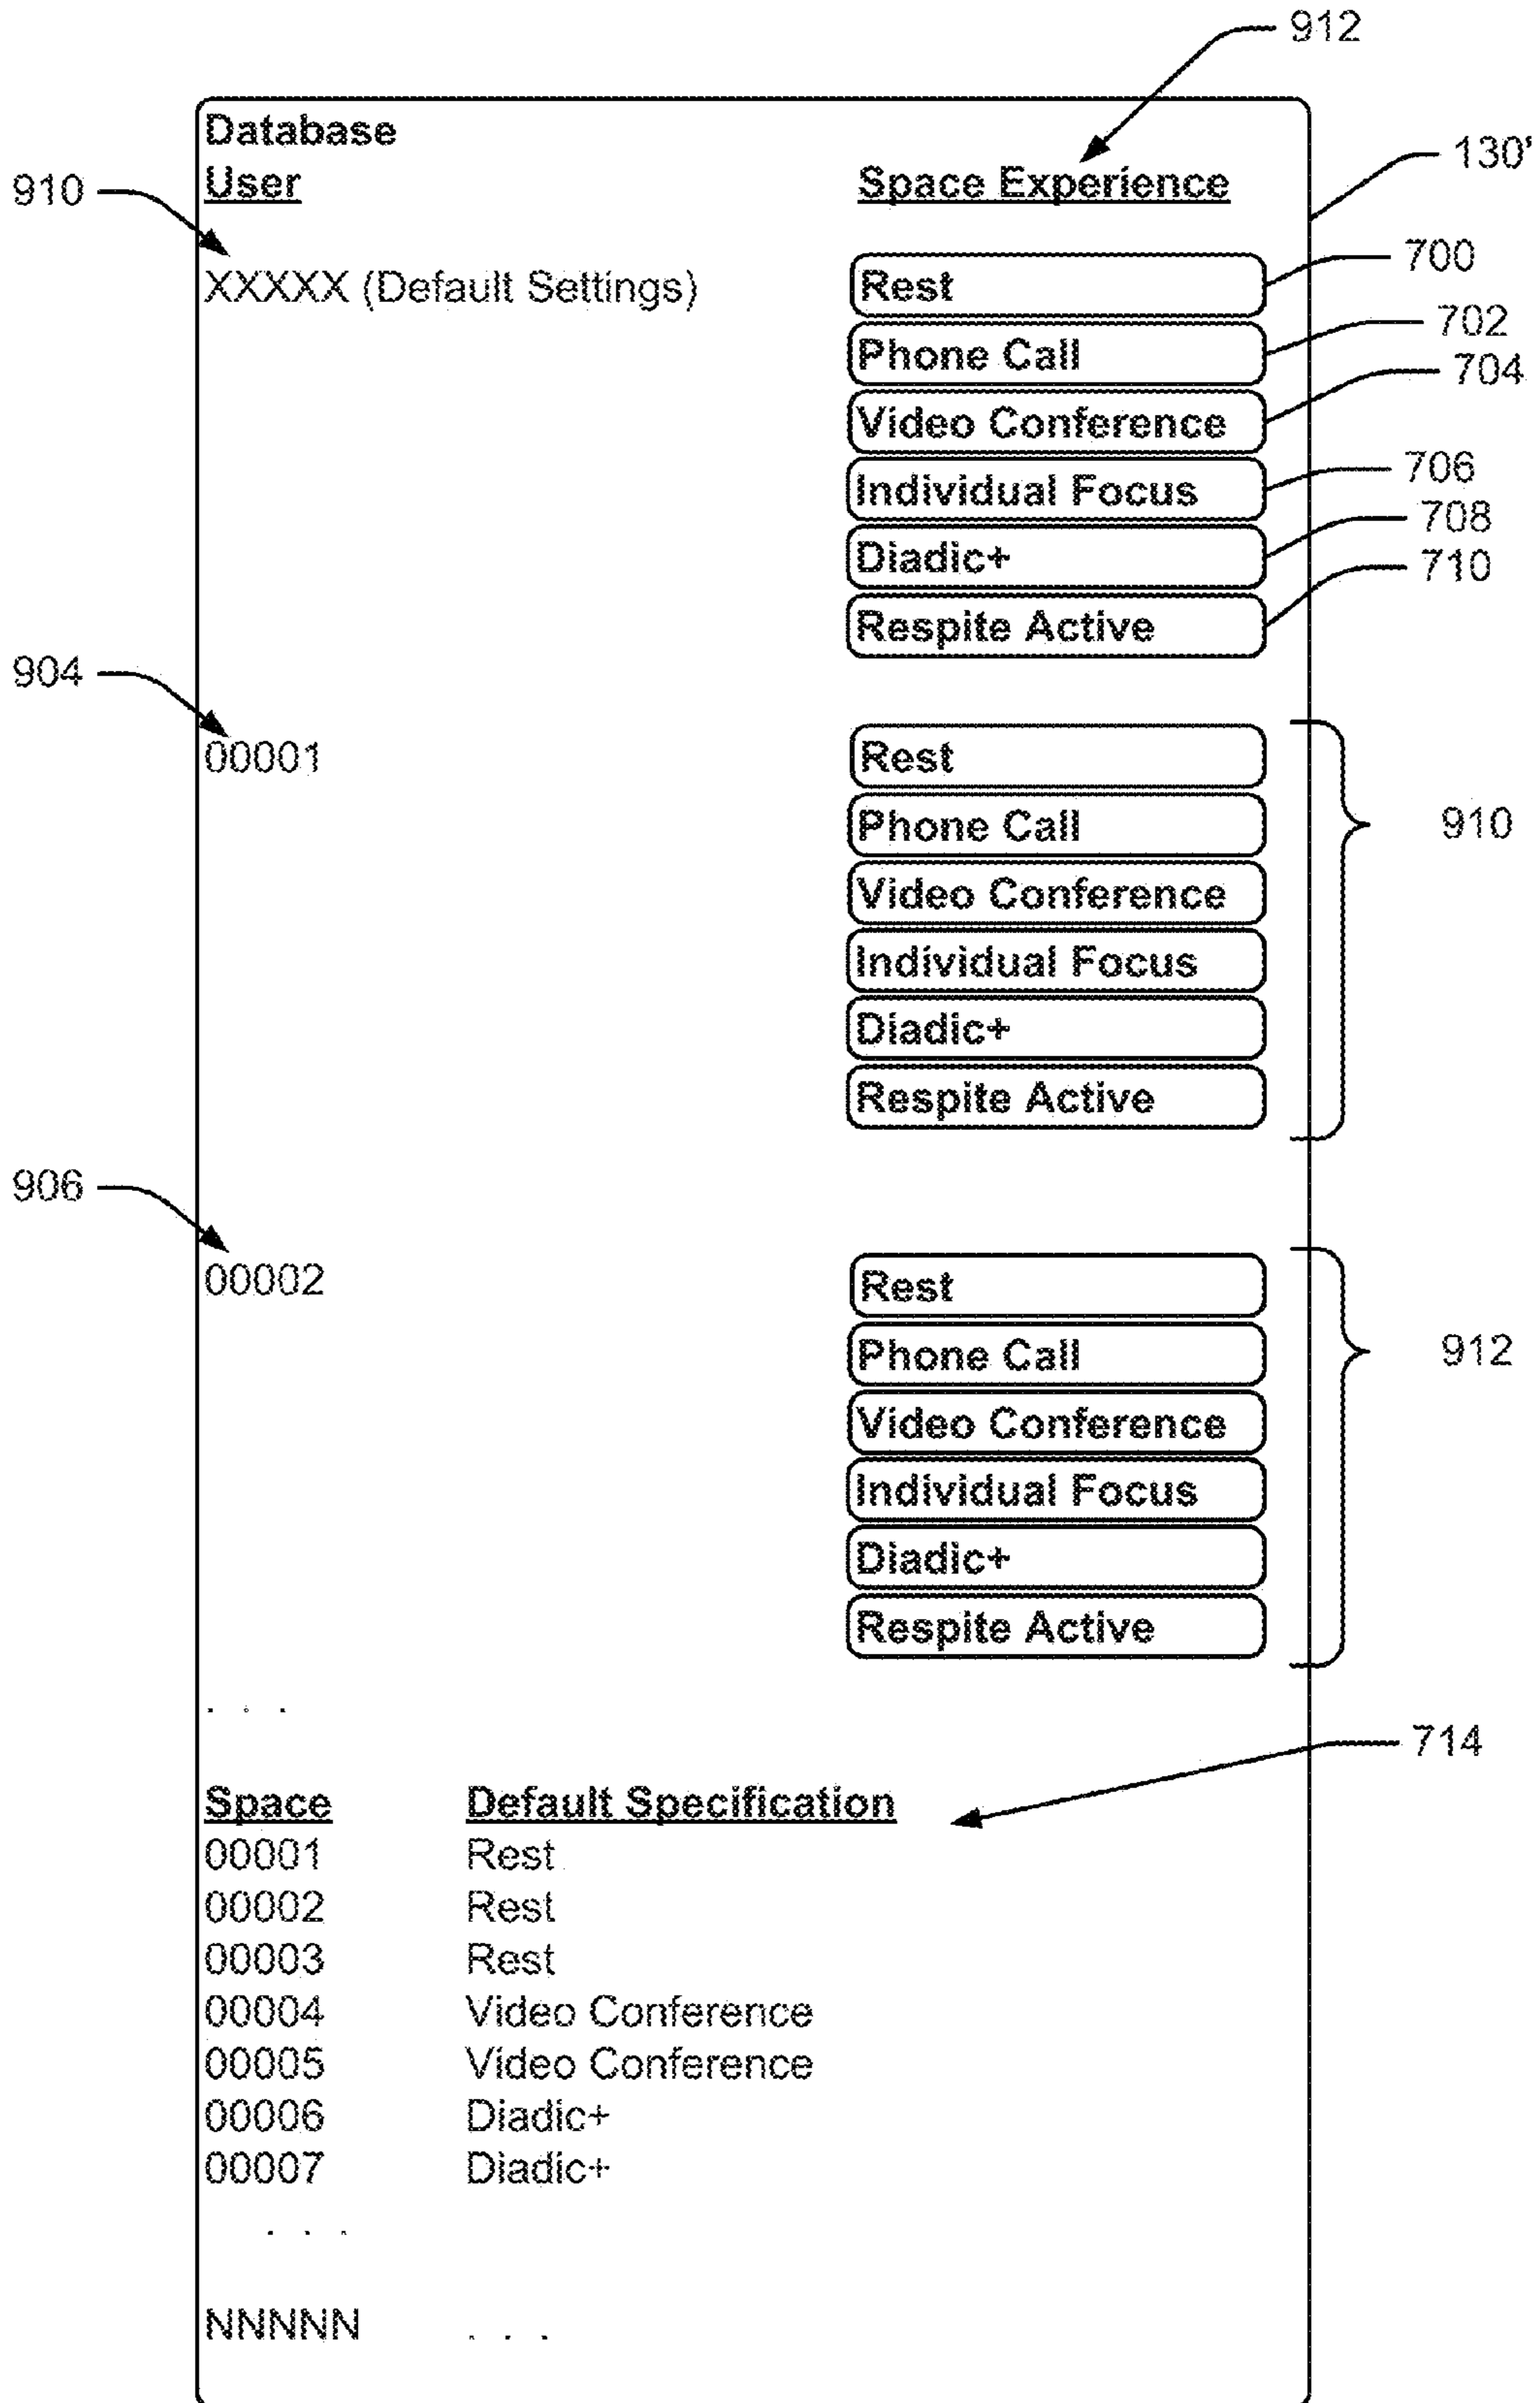 912
Database
130'
910
User Space Experience
XXXXX (Default Settings) Rest 700
Phone Call 702
Video Conference 704
Individual Focus 706
Diadic+ 708
Respite Active 710
904
00001 Rest
Phone Call 910
Video Conference
Individual Focus
Diadic+
Respite Active
906
00002 Rest
Phone Call 912
Video Conference
Individual Focus
Diadic+
Respite Active
. . .
714
Space Default Specification
00001 Rest
00002 Rest
00003 Rest
00004 Video Conference
00005 Video Conference
00006 Diadic+
00007 Diadic+
. . .
NNNNN . . .